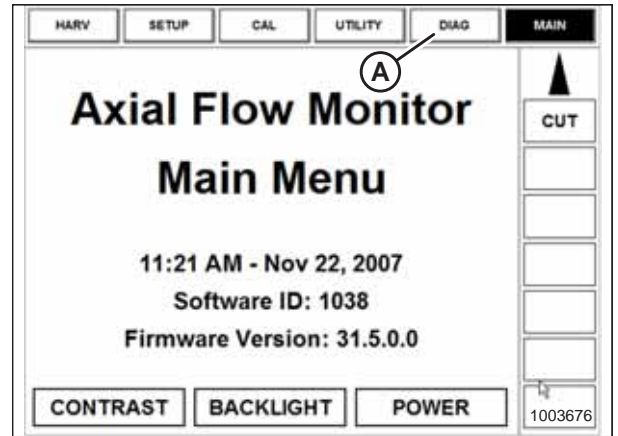 HARV SETUP CAL UTILITY DIAG MAIN
A
CUT
Axial Flow Monitor
Main Menu
11:21 AM - Nov 22, 2007
Software ID: 1038
Firmware Version: 31.5.0.0
CONTRAST BACKLIGHT POWER
1003676